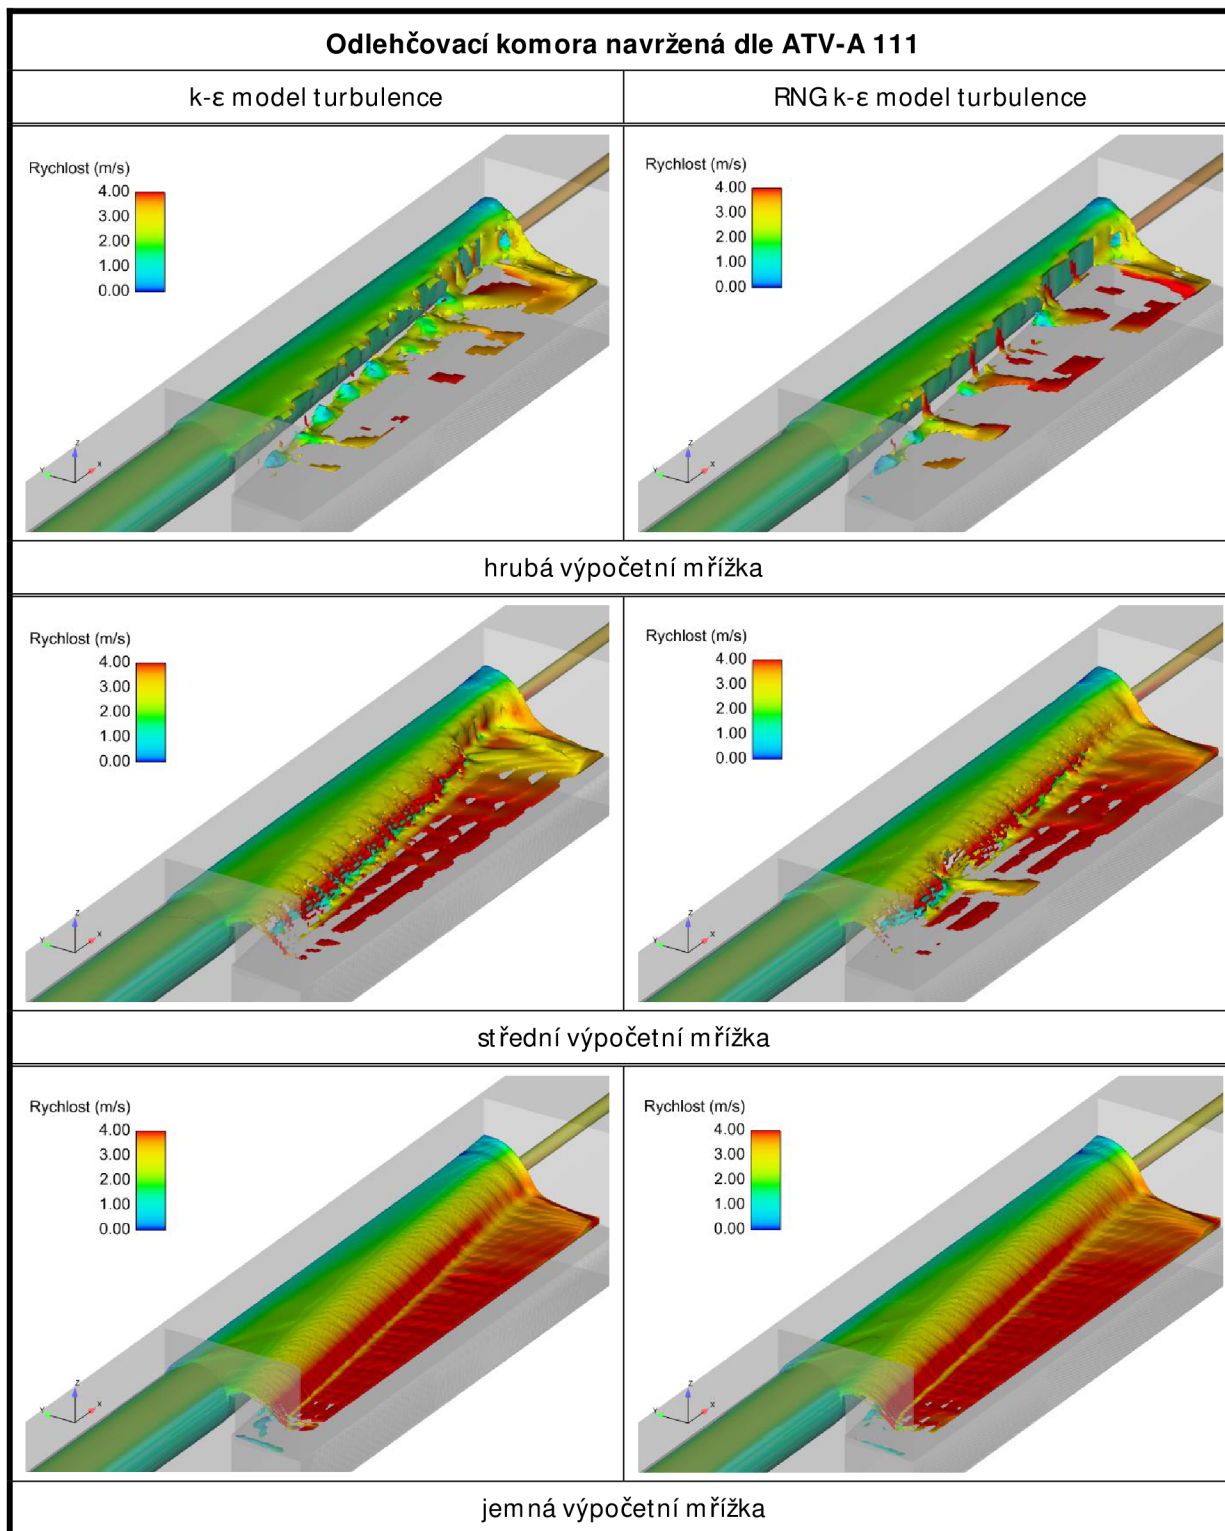 Odlehčovací komora navržená dle ATV-A 111
k-ε model turbulence
RNG k-ε model turbulence
Rychlost (m/s)
4.00
3.00
2.00
1.00
0.00
Z
Y
X
Rychlost (m/s)
4.00
3.00
2.00
1.00
0.00
Z
Y
X
hrubá výpočetní mřížka
Rychlost (m/s)
4.00
3.00
2.00
1.00
0.00
Z
Y
X
Rychlost (m/s)
4.00
3.00
2.00
1.00
0.00
Z
Y
X
střední výpočetní mřížka
Rychlost (m/s)
4.00
3.00
2.00
1.00
0.00
Z
Y
X
Rychlost (m/s)
4.00
3.00
2.00
1.00
0.00
Z
Y
X
jemná výpočetní mřížka